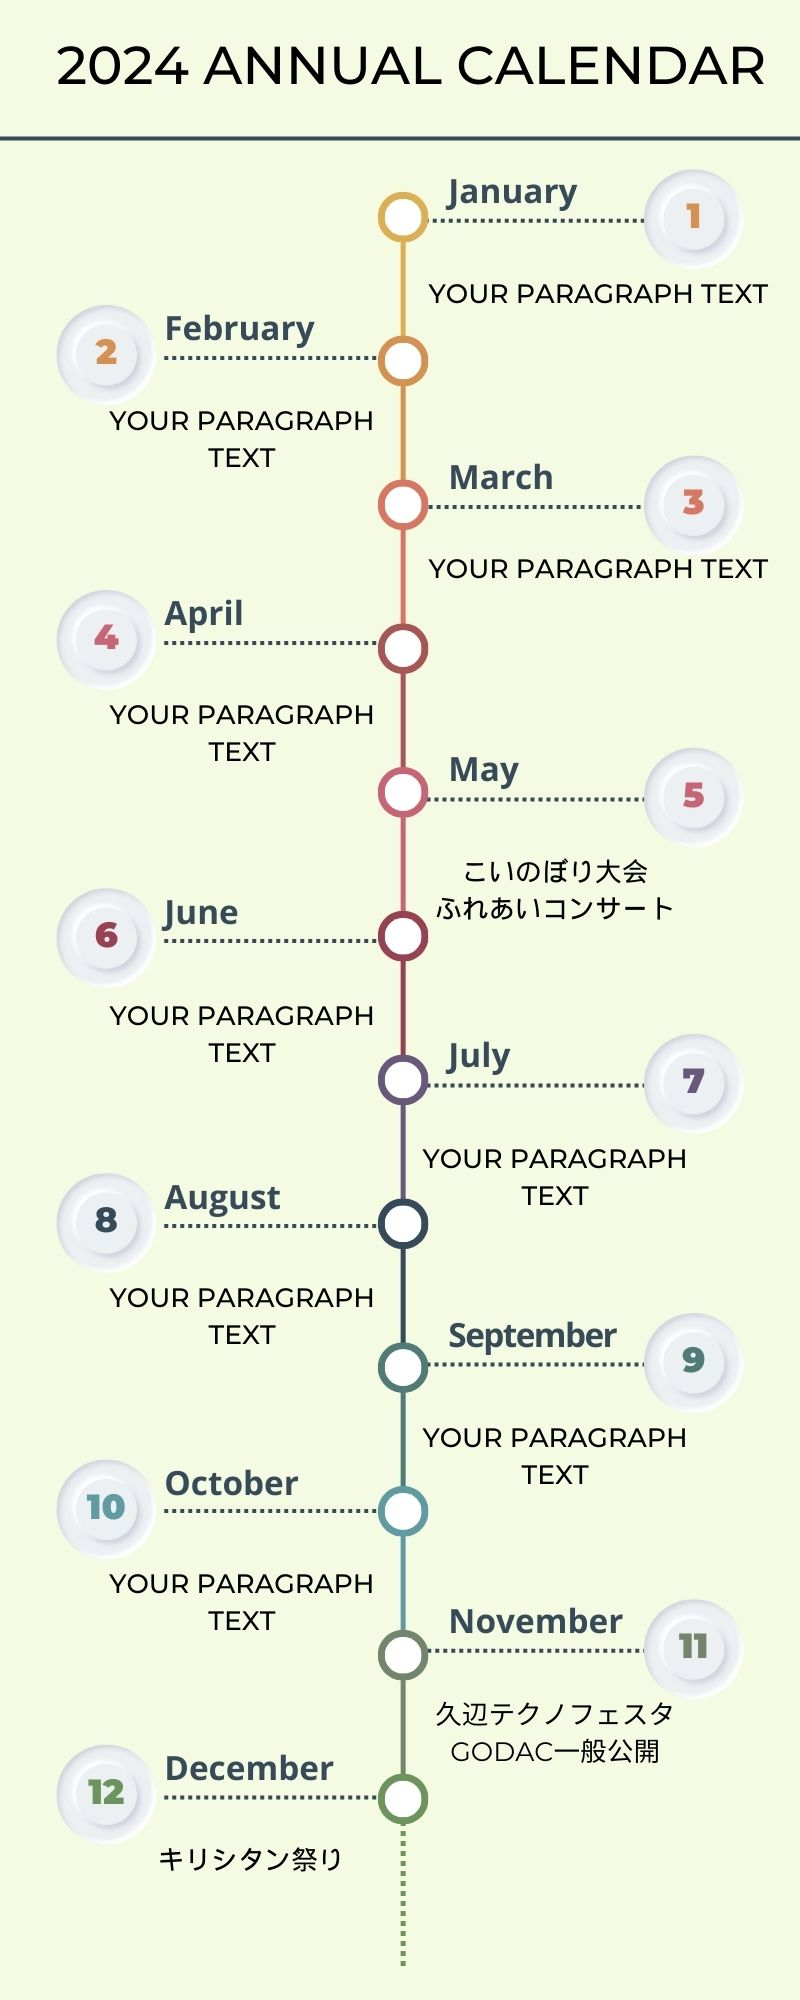 2024 ANNUAL CALENDAR
January
1
YOUR PARAGRAPH TEXT
February
2
YOUR PARAGRAPH
TEXT
March
3
YOUR PARAGRAPH TEXT
April
4
YOUR PARAGRAPH
TEXT
May
5
こいのぼり大会
ふれあいコンサート
June
6
YOUR PARAGRAPH
TEXT
July
7
YOUR PARAGRAPH
TEXT
August
8
YOUR PARAGRAPH
TEXT
September
9
YOUR PARAGRAPH
TEXT
October
10
YOUR PARAGRAPH
TEXT
November
11
久辺テクノフェスタ
GODAC一般公開
December
12
キリシタン祭り